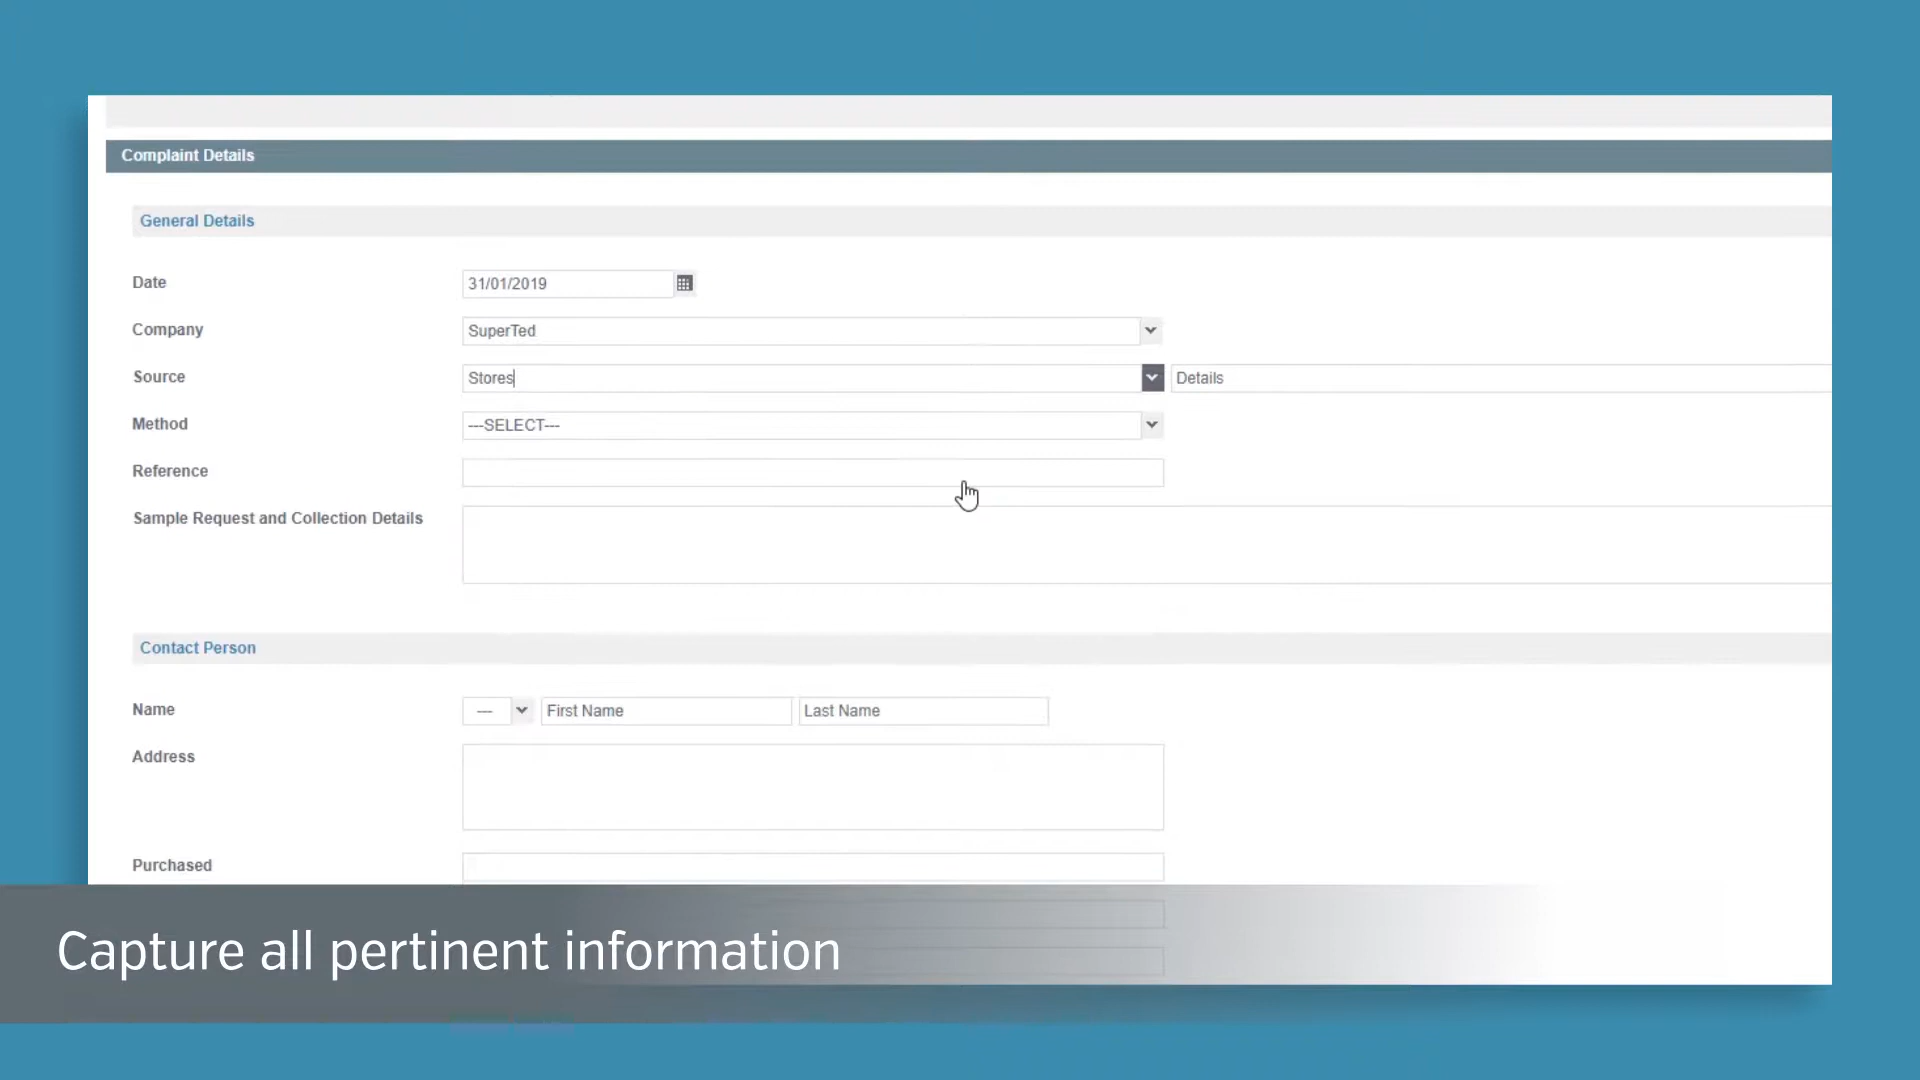 Complaint Details
General Details
Date 31/01/2019
Company SuperTed
Source Stores Details
Method ---SELECT---
Reference
Sample Request and Collection Details
Contact Person
Name --- First Name Last Name
Address
Purchased
Capture all pertinent information